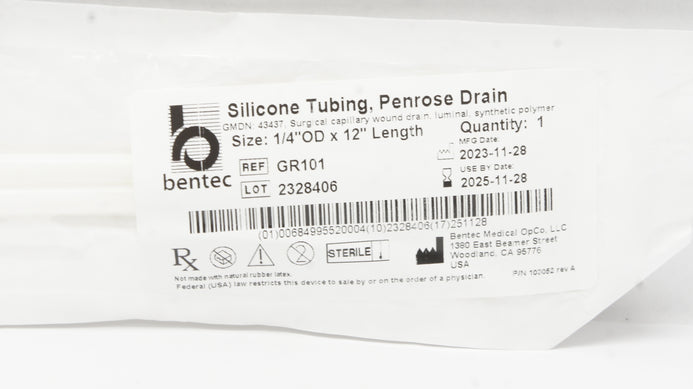 Silicone Tubing, Penrose Drain
GMDN: 43437, Surgical capillary wound drain, luminal, synthetic polymer
Size: 1/4"OD x 12" Length
Quantity: 1
MFG Date:
2023-11-28
REF GR101
USE BY Date:
2025-11-28
LOT 2328406
bentec
(01)00684995520004(10)2328406(17)251128
Rx
2
STERILE
Bentec Medical OpCo, LLC
1380 East Beamer Street
Woodland, CA 95776
USA
Not made with natural rubber latex.
Federal (USA) law restricts this device to sale by or on the order of a physician.
P/N 102082 rev A